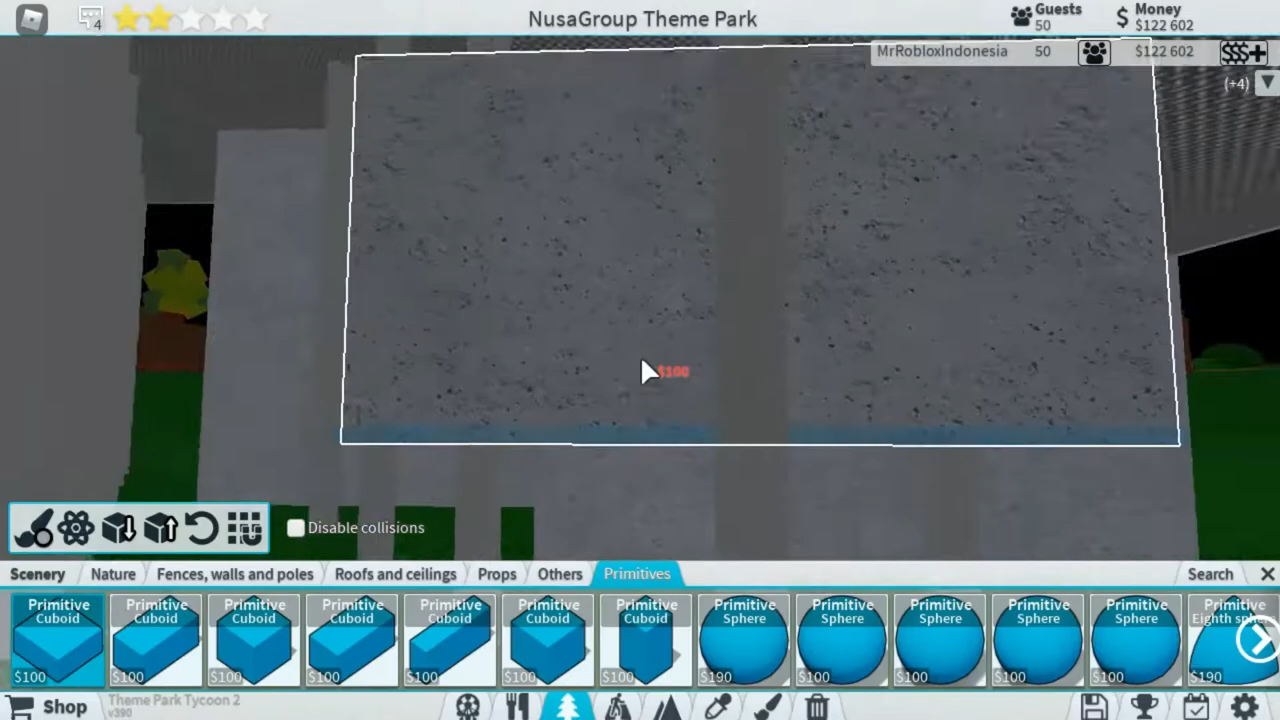 4
NusaGroup Theme Park
Guests
50
$ Money
$122 602
MrRobloxIndonesia 50 $122 602 $$$+
(+4)
$100
Disable collisions
Scenery Nature Fences, walls and poles Roofs and ceilings Props Others Primitives Search
Primitive Cuboid
$100
Primitive Cuboid
$100
Primitive Cuboid
$100
Primitive Cuboid
$100
Primitive Cuboid
$100
Primitive Cuboid
$100
Primitive Cuboid
$100
Primitive Sphere
$190
Primitive Sphere
$100
Primitive Sphere
$100
Primitive Sphere
$100
Primitive Sphere
$100
Primitive Eighth sphere
$190
Shop
Theme Park Tycoon 2
v390